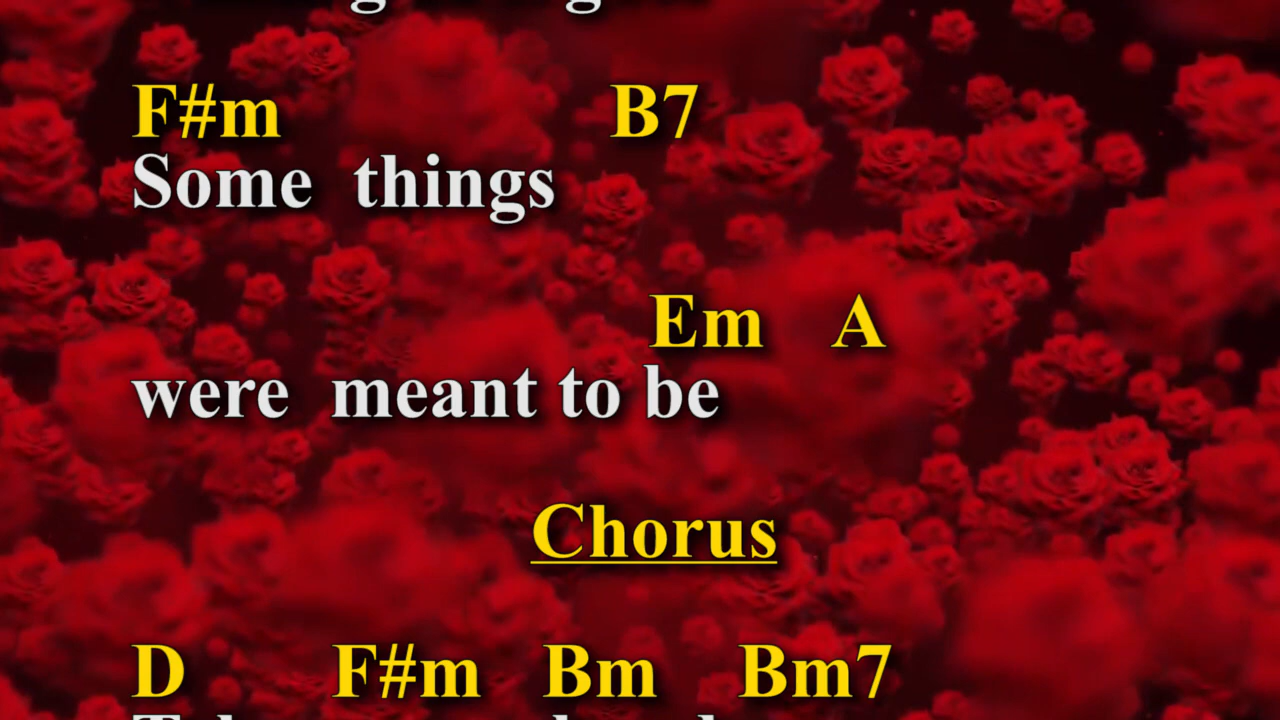 F#m B7
Some things
Em A
were meant to be
Chorus
D F#m Bm Bm7